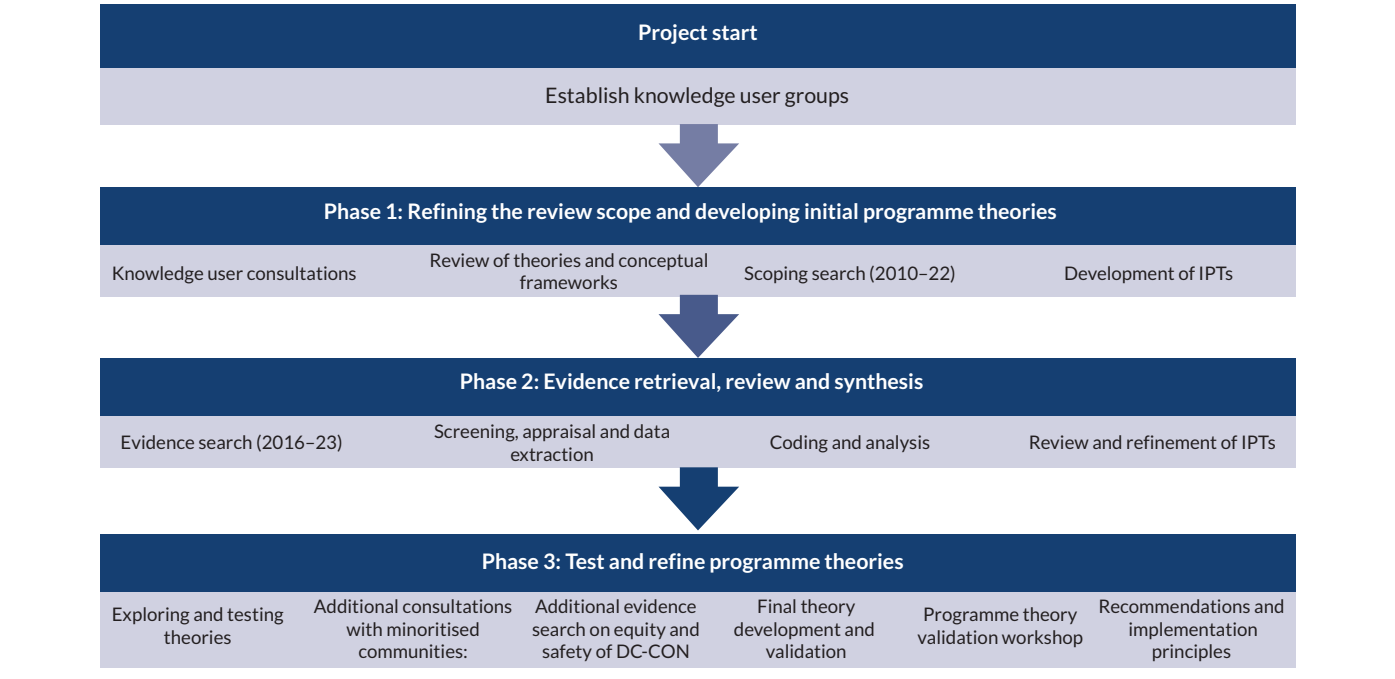 Project start
Establish knowledge user groups
Phase 1: Refining the review scope and developing initial programme theories
Knowledge user consultations
Review of theories and conceptual
frameworks
Scoping search (2010–22)
Development of IPTs
Phase 2: Evidence retrieval, review and synthesis
Evidence search (2016–23)
Screening, appraisal and data
extraction
Coding and analysis
Review and refinement of IPTs
Phase 3: Test and refine programme theories
Exploring and testing
theories
Additional consultations
with minoritised
communities:
Additional evidence
search on equity and
safety of DC-CON
Final theory
development and
validation
Programme theory
validation workshop
Recommendations and
implementation
principles